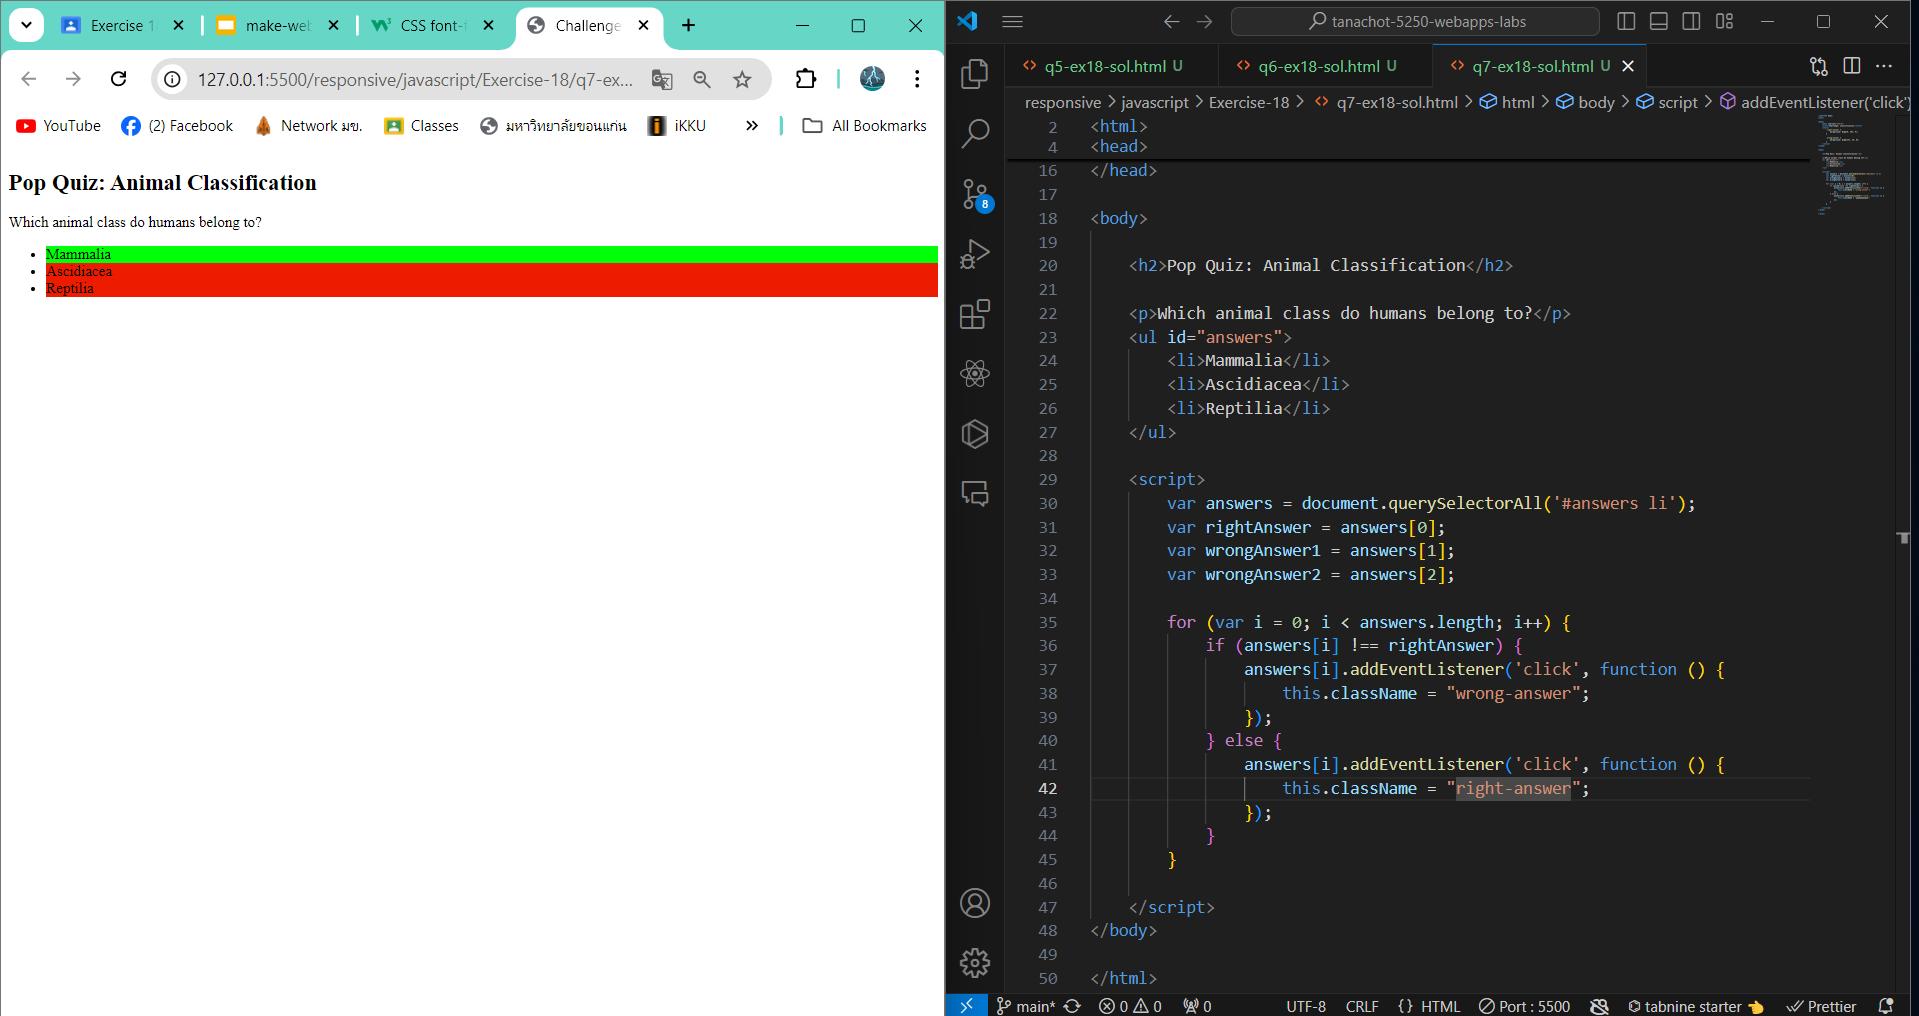 Exercise 1
make-web
CSS font-f
Challenge
127.0.0.1:5500/responsive/javascript/Exercise-18/q7-ex...
YouTube
(2) Facebook
Network มข.
Classes
มหาวิทยาลัยขอนแก่น
iKKU
All Bookmarks
Pop Quiz: Animal Classification
Which animal class do humans belong to?
Mammalia
Ascidiacea
Reptilia
tanachot-5250-webapps-labs
q5-ex18-sol.html U
q6-ex18-sol.html U
q7-ex18-sol.html U
responsive > javascript > Exercise-18 > q7-ex18-sol.html > html > body > script > addEventListener('click')
8
2 <html>
4 <head>
16 </head>
17
18 <body>
19
20 <h2>Pop Quiz: Animal Classification</h2>
21
22 <p>Which animal class do humans belong to?</p>
23 <ul id="answers">
24 <li>Mammalia</li>
25 <li>Ascidiacea</li>
26 <li>Reptilia</li>
27 </ul>
28
29 <script>
30 var answers = document.querySelectorAll('#answers li');
31 var rightAnswer = answers[0];
32 var wrongAnswer1 = answers[1];
33 var wrongAnswer2 = answers[2];
34
35 for (var i = 0; i < answers.length; i++) {
36 if (answers[i] !== rightAnswer) {
37 answers[i].addEventListener('click', function () {
38 this.className = "wrong-answer";
39 });
40 } else {
41 answers[i].addEventListener('click', function () {
42 this.className = "right-answer";
43 });
44 }
45 }
46
47 </script>
48 </body>
49
50 </html>
main* 0 0 0 UTF-8 CRLF {} HTML Port : 5500 tabnine starter Prettier